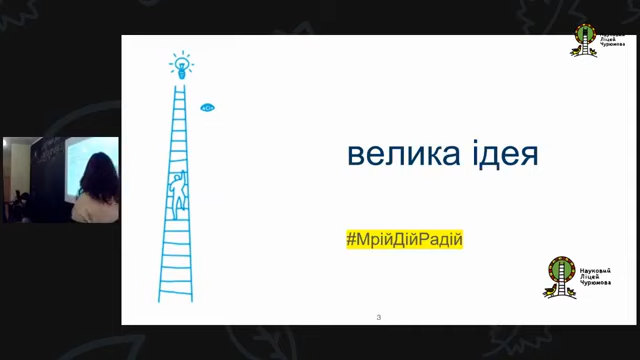 Науковий
Ліцей
Чурюмова
велика ідея
#МрійДійРадій
Науковий
Ліцей
Чурюмова
3